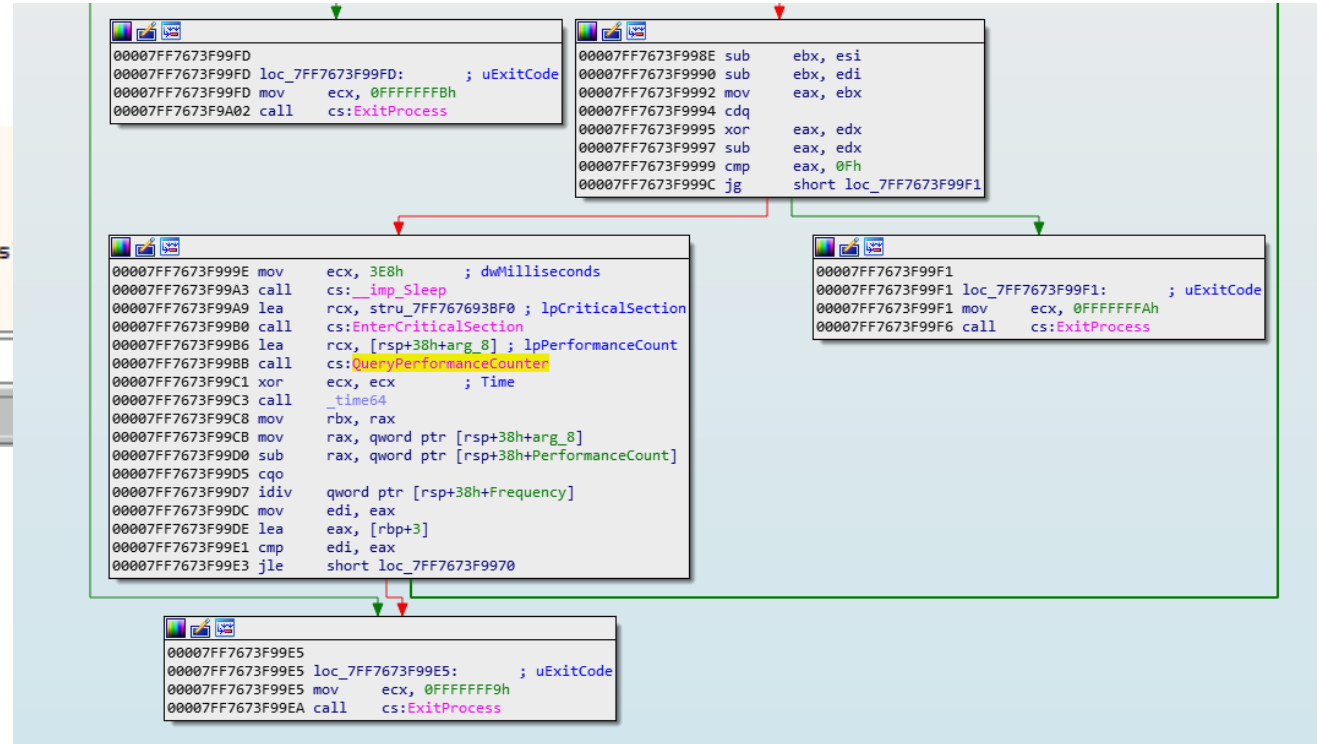 00007FF7673F99FD
00007FF7673F99FD loc_7FF7673F99FD: ; uExitCode
00007FF7673F99FD mov ecx, 0FFFFFFFBh
00007FF7673F9A02 call cs:ExitProcess
00007FF7673F998E sub ebx, esi
00007FF7673F9990 sub ebx, edi
00007FF7673F9992 mov eax, ebx
00007FF7673F9994 cdq
00007FF7673F9995 xor eax, edx
00007FF7673F9997 sub eax, edx
00007FF7673F9999 cmp eax, 0Fh
00007FF7673F999C jg short loc_7FF7673F99F1
s
00007FF7673F999E mov ecx, 3E8h ; dwMilliseconds
00007FF7673F99A3 call cs:__imp_Sleep
00007FF7673F99A9 lea rcx, stru_7FF767693BF0 ; lpCriticalSection
00007FF7673F99B0 call cs:EnterCriticalSection
00007FF7673F99B6 lea rcx, [rsp+38h+arg_8] ; lpPerformanceCount
00007FF7673F99BB call cs:QueryPerformanceCounter
00007FF7673F99C1 xor ecx, ecx ; Time
00007FF7673F99C3 call _time64
00007FF7673F99C8 mov rbx, rax
00007FF7673F99CB mov rax, qword ptr [rsp+38h+arg_8]
00007FF7673F99D0 sub rax, qword ptr [rsp+38h+PerformanceCount]
00007FF7673F99D5 cqo
00007FF7673F99D7 idiv qword ptr [rsp+38h+Frequency]
00007FF7673F99DC mov edi, eax
00007FF7673F99DE lea eax, [rbp+3]
00007FF7673F99E1 cmp edi, eax
00007FF7673F99E3 jle short loc_7FF7673F9970
00007FF7673F99F1
00007FF7673F99F1 loc_7FF7673F99F1: ; uExitCode
00007FF7673F99F1 mov ecx, 0FFFFFFFAh
00007FF7673F99F6 call cs:ExitProcess
00007FF7673F99E5
00007FF7673F99E5 loc_7FF7673F99E5: ; uExitCode
00007FF7673F99E5 mov ecx, 0FFFFFFF9h
00007FF7673F99EA call cs:ExitProcess